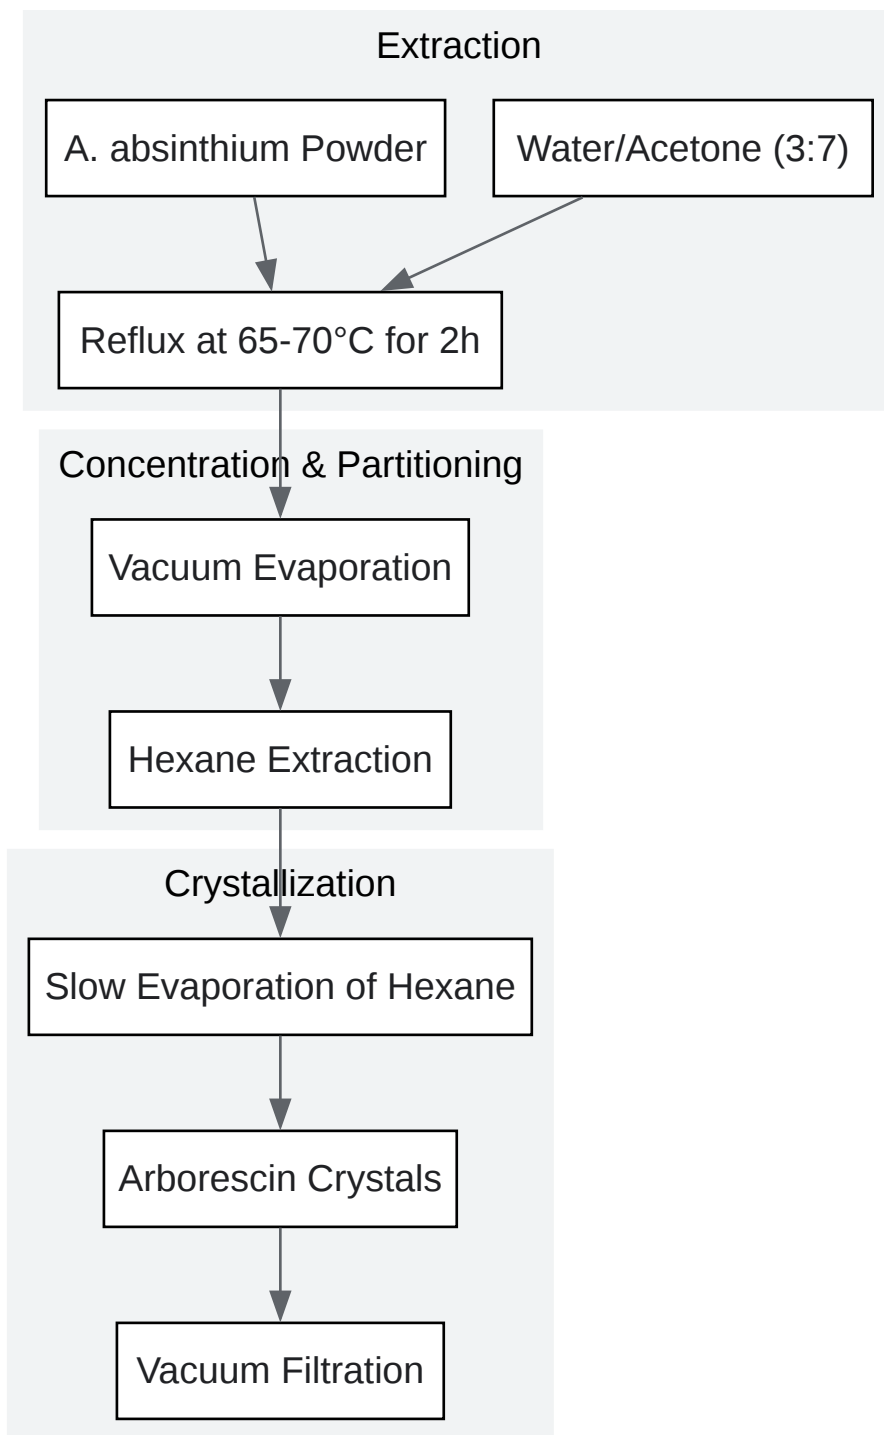 Extraction
A. absinthium Powder
Water/Acetone (3:7)
Reflux at 65-70°C for 2h
Concentration & Partitioning
Vacuum Evaporation
Hexane Extraction
Crystallization
Slow Evaporation of Hexane
Arborescin Crystals
Vacuum Filtration